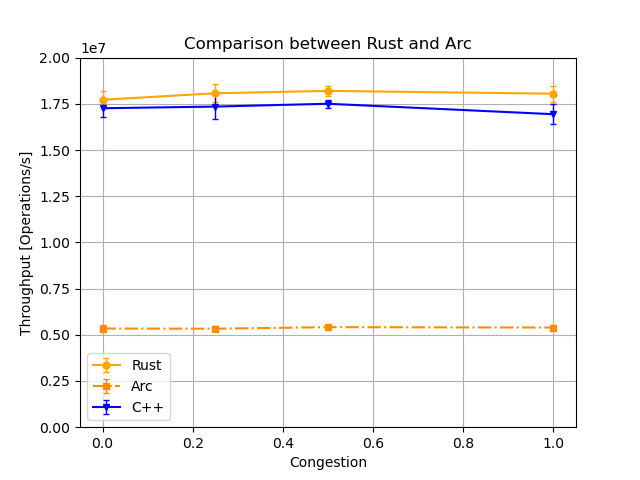 Comparison between Rust and Arc
1e7
2.00
1.75
1.50
1.25
1.00
0.75
0.50
0.25
0.00
Throughput [Operations/s]
Rust
Arc
C++
0.0 0.2 0.4 0.6 0.8 1.0
Congestion